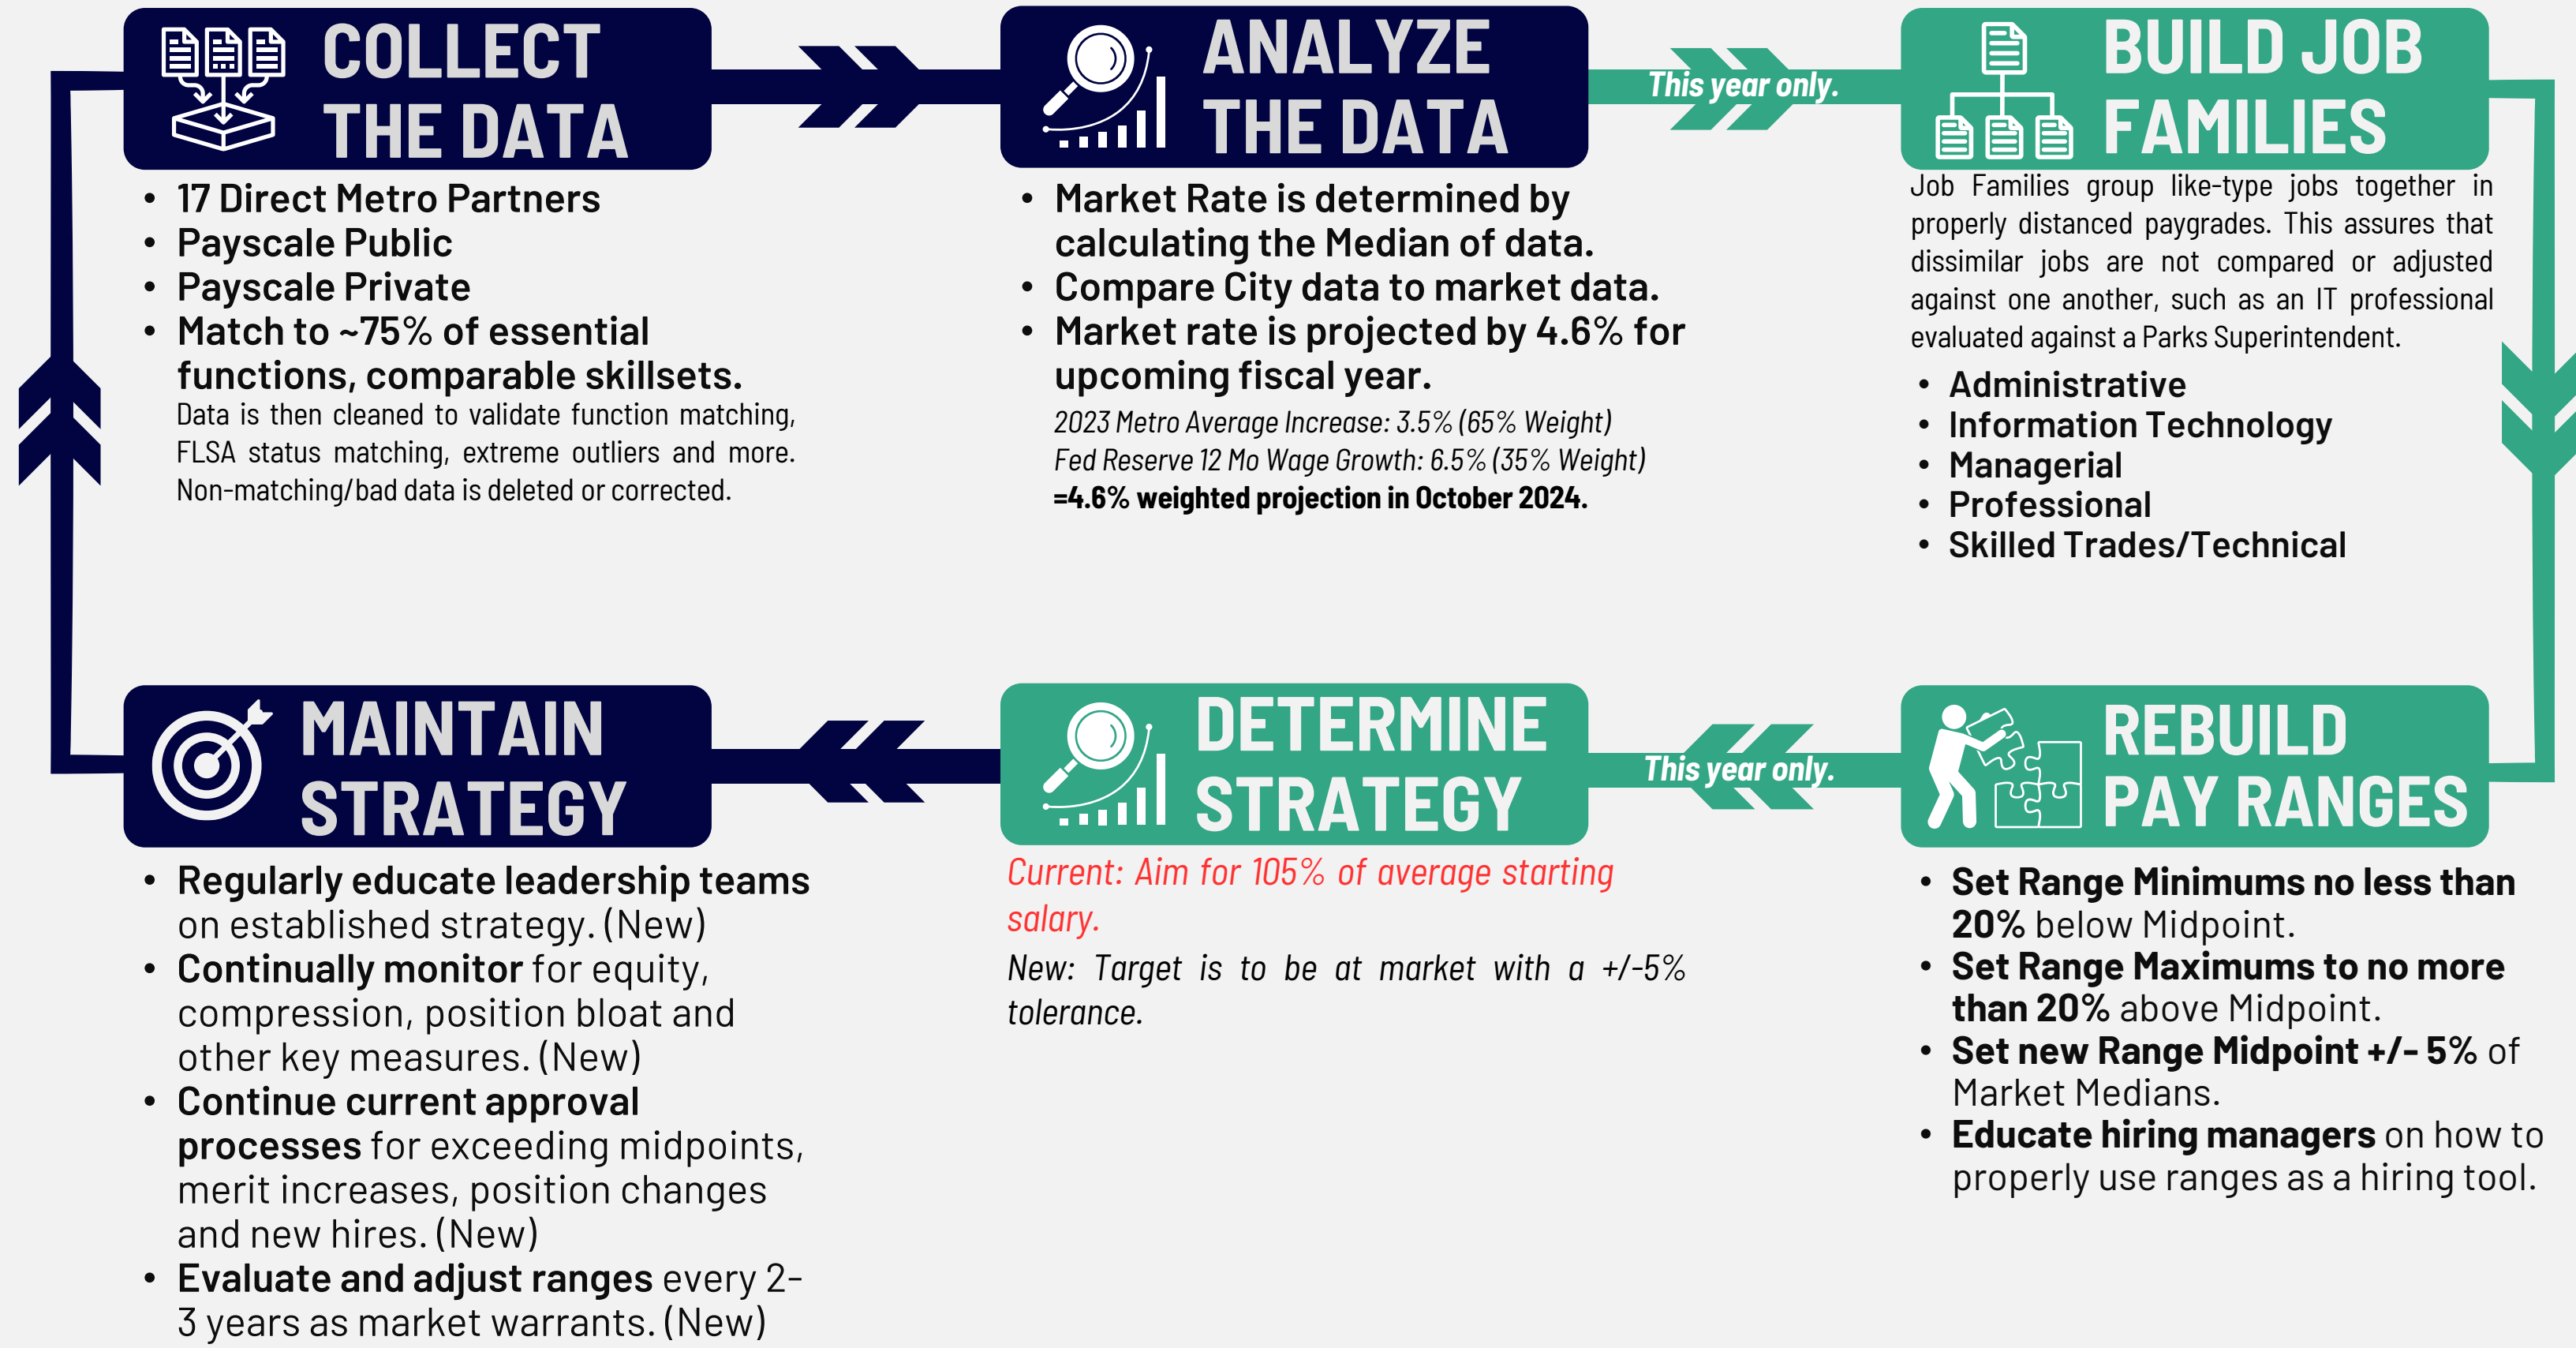 COLLECT
THE DATA
• 17 Direct Metro Partners
• Payscale Public
• Payscale Private
• Match to ~75% of essential
functions, comparable skillsets.
Data is then cleaned to validate function matching,
FLSA status matching, extreme outliers and more.
Non-matching/bad data is deleted or corrected.
ANALYZE
THE DATA
• Market Rate is determined by
calculating the Median of data.
• Compare City data to market data.
• Market rate is projected by 4.6% for
upcoming fiscal year.
2023 Metro Average Increase: 3.5% (65% Weight)
Fed Reserve 12 Mo Wage Growth: 6.5% (35% Weight)
=4.6% weighted projection in October 2024.
This year only.
BUILD JOB
FAMILIES
Job Families group like-type jobs together in
properly distanced paygrades. This assures that
dissimilar jobs are not compared or adjusted
against one another, such as an IT professional
evaluated against a Parks Superintendent.
• Administrative
• Information Technology
• Managerial
• Professional
• Skilled Trades/Technical
REBUILD
PAY RANGES
• Set Range Minimums no less than
20% below Midpoint.
• Set Range Maximums to no more
than 20% above Midpoint.
• Set new Range Midpoint +/- 5% of
Market Medians.
• Educate hiring managers on how to
properly use ranges as a hiring tool.
This year only.
DETERMINE
STRATEGY
Current: Aim for 105% of average starting
salary.
New: Target is to be at market with a +/-5%
tolerance.
MAINTAIN
STRATEGY
• Regularly educate leadership teams
on established strategy. (New)
• Continually monitor for equity,
compression, position bloat and
other key measures. (New)
• Continue current approval
processes for exceeding midpoints,
merit increases, position changes
and new hires. (New)
• Evaluate and adjust ranges every 2-
3 years as market warrants. (New)